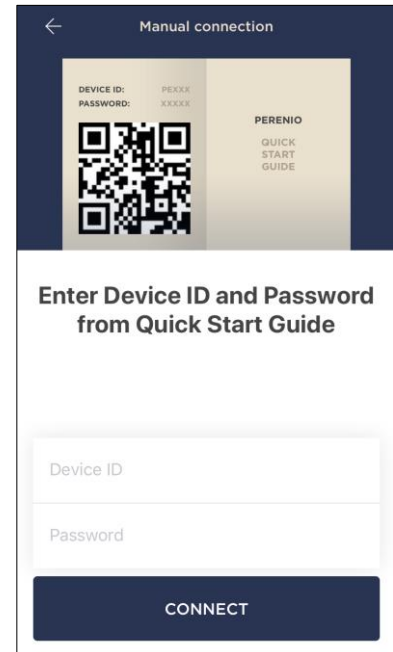 Manual connection
DEVICE ID: PEXXX
PASSWORD: XXXXX
PERENIO
QUICK
START
GUIDE
Enter Device ID and Password
from Quick Start Guide
Device ID
Password
CONNECT